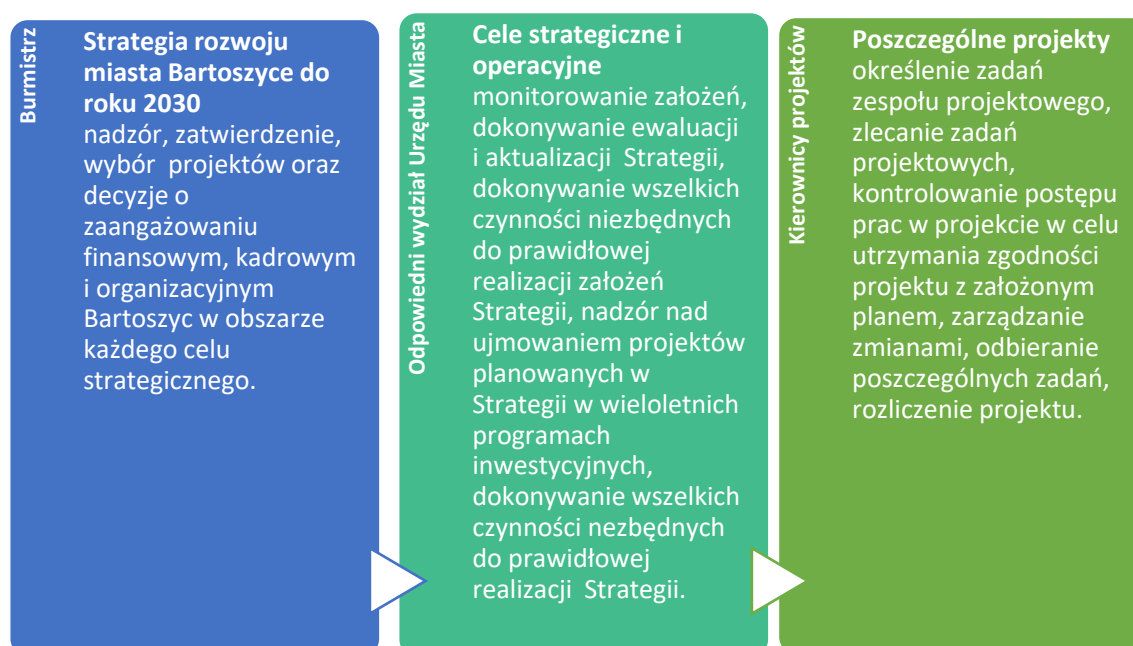 Burmistrz
Strategia rozwoju
miasta Bartoszyce do
roku 2030
nadzór, zatwierdzenie,
wybór projektów oraz
decyzje o
zaangażowaniu
finansowym, kadrowym
i organizacyjnym
Bartoszyc w obszarze
każdego celu
strategicznego.
Odpowiedni wydział Urzędu Miasta
Cele strategiczne i
operacyjne
monitorowanie założeń,
dokonywanie ewaluacji
i aktualizacji Strategii,
dokonywanie wszelkich
czynności niezbędnych
do prawidłowej
realizacji założeń
Strategii, nadzór nad
ujmowaniem projektów
planowanych w
Strategii w wieloletnich
programach
inwestycyjnych,
dokonywanie wszelkich
czynności nezbędnych
do prawidłowej
realizacji Strategii.
Kierownicy projektów
Poszczególne projekty
określenie zadań
zespołu projektowego,
zlecanie zadań
projektowych,
kontrolowanie postępu
prac w projekcie w celu
utrzymania zgodności
projektu z założonym
planem, zarządzanie
zmianami, odbieranie
poszczególnych zadań,
rozliczenie projektu.